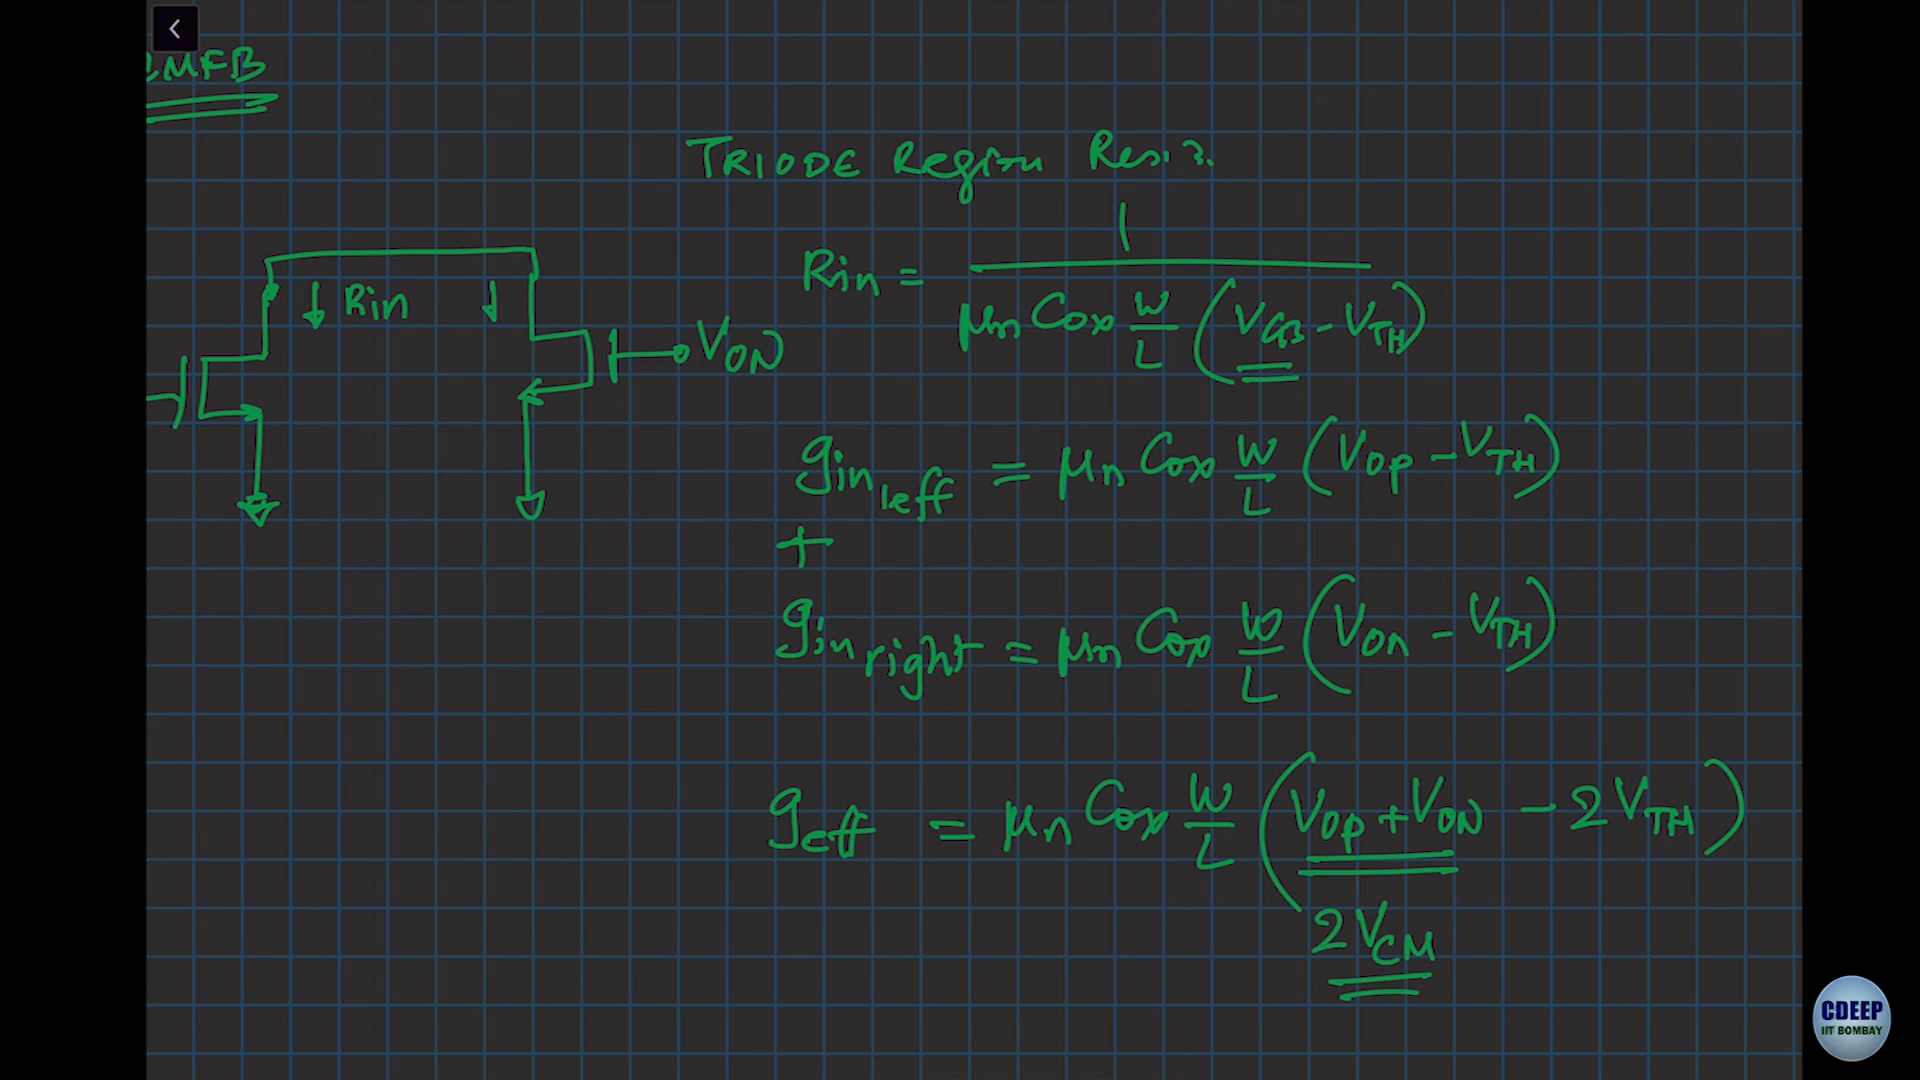 CMFB
TRIODE Region Resis.
↓ Rin ↓
VON
Rin = 1 / μn Cox W/L (VGS - VTH)
gin left = μn Cox W/L (VOP - VTH)
+
gin right = μn Cox W/L (VON - VTH)
geff = μn Cox W/L (VOP + VON - 2VTH)
2VCM
CDEEP
IIT BOMBAY